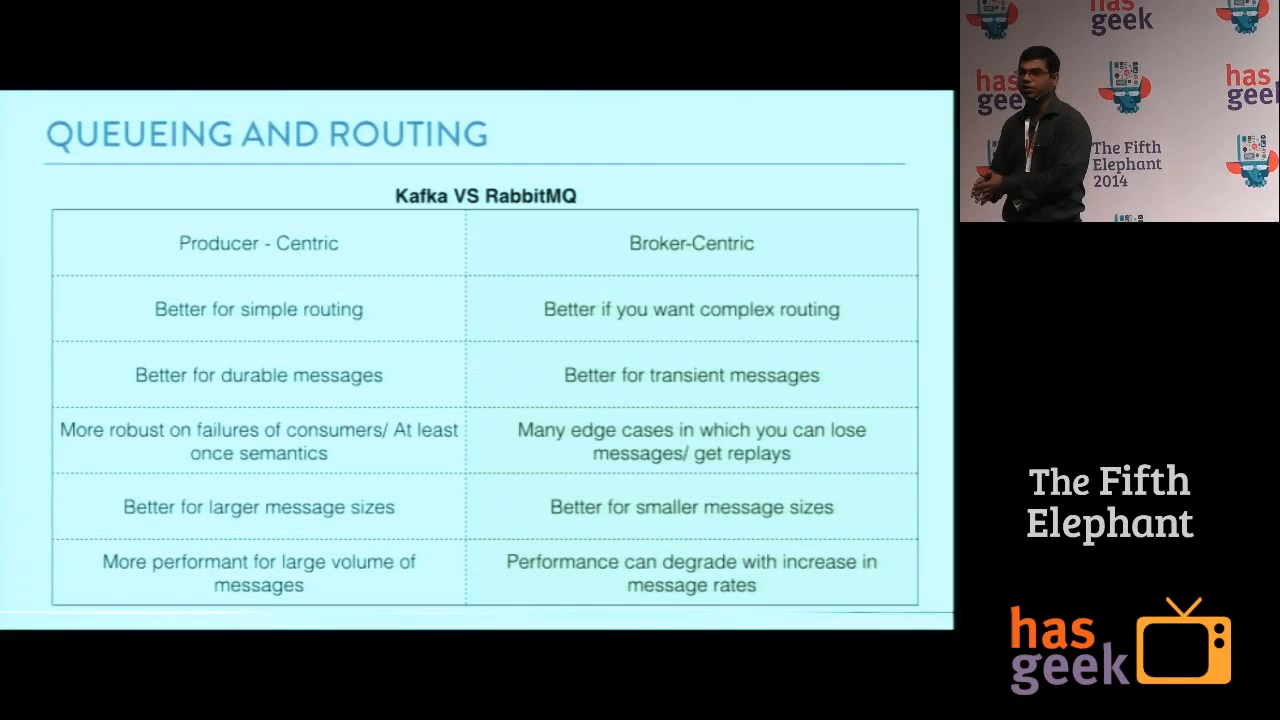 QUEUEING AND ROUTING
Kafka VS RabbitMQ
Producer - Centric
Broker-Centric
Better for simple routing
Better if you want complex routing
Better for durable messages
Better for transient messages
More robust on failures of consumers/ At least
once semantics
Many edge cases in which you can lose
messages/ get replays
Better for larger message sizes
Better for smaller message sizes
More performant for large volume of
messages
Performance can degrade with increase in
message rates
has
geek
has
geek
has
gee
The Fifth
Elephant
2014
The Fifth
Elephant
has
geek